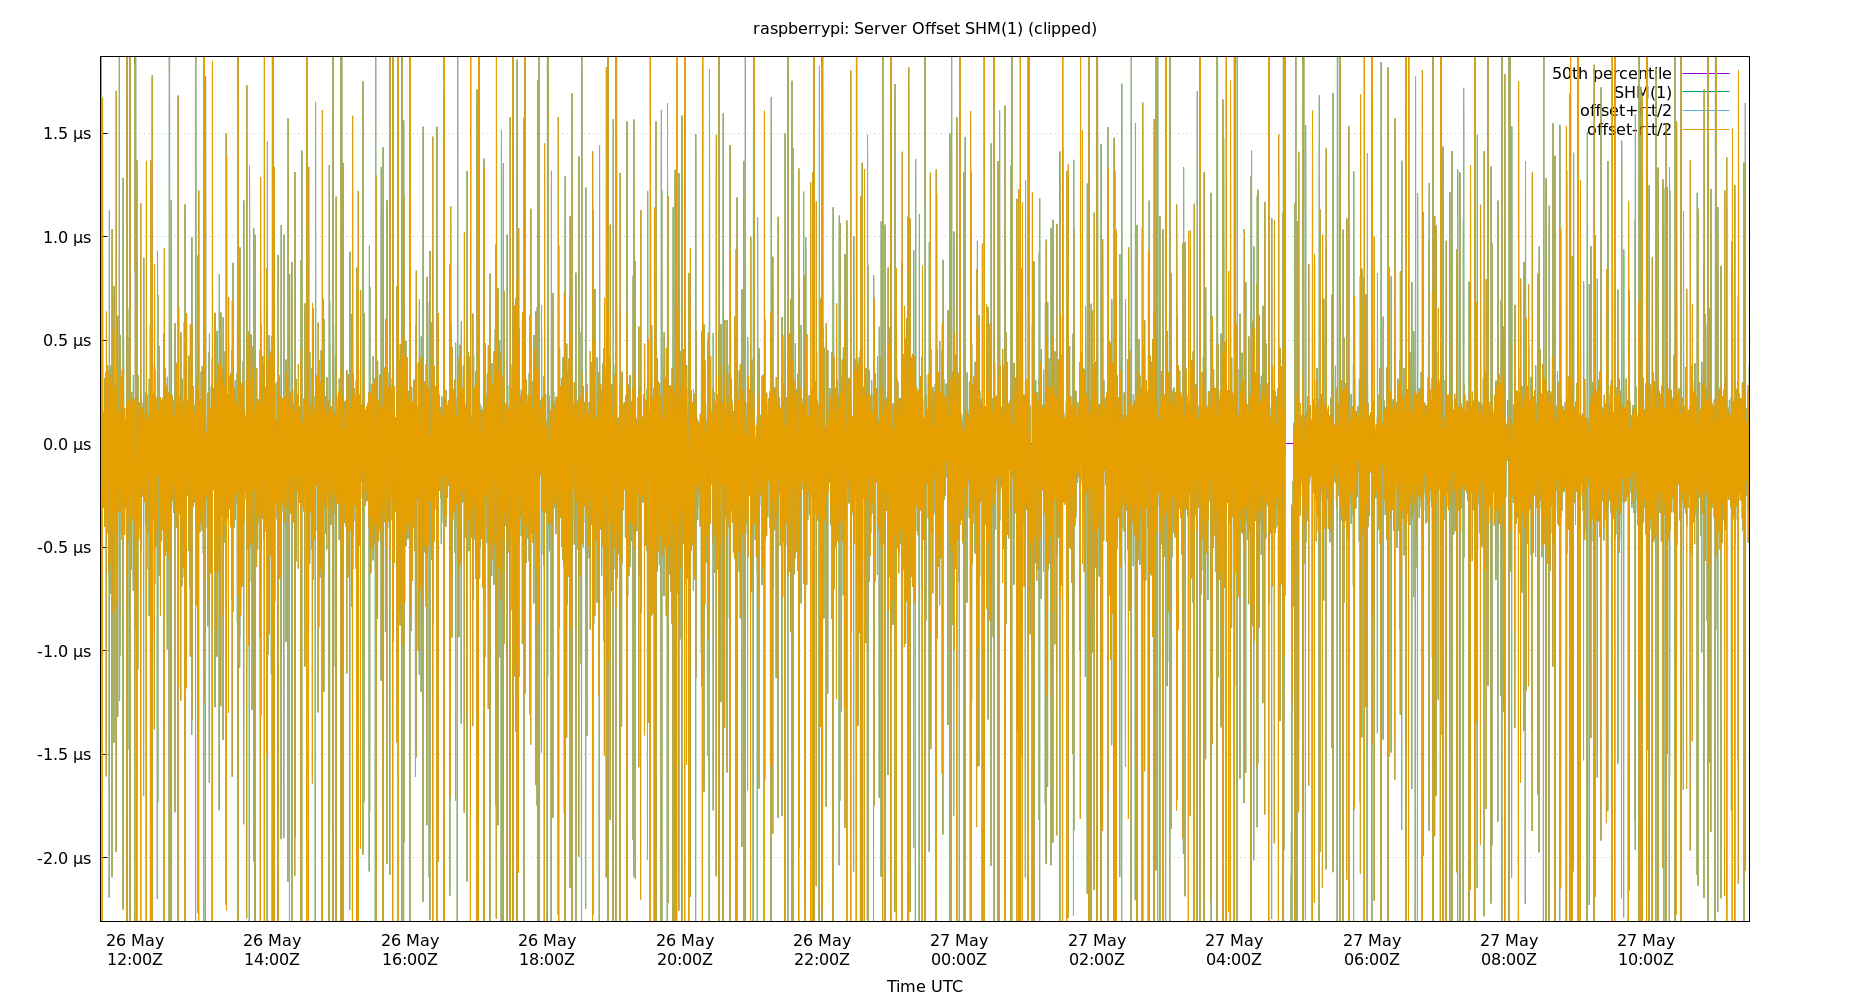 raspberrypi: Server Offset SHM(1) (clipped)
50th percentile
SHM(1)
offset+rtt/2
offset-rtt/2
1.5 µs
1.0 µs
0.5 µs
0.0 µs
-0.5 µs
-1.0 µs
-1.5 µs
-2.0 µs
26 May 26 May 26 May 26 May 26 May 26 May 27 May 27 May 27 May 27 May 27 May 27 May
12:00Z 14:00Z 16:00Z 18:00Z 20:00Z 22:00Z 00:00Z 02:00Z 04:00Z 06:00Z 08:00Z 10:00Z
Time UTC